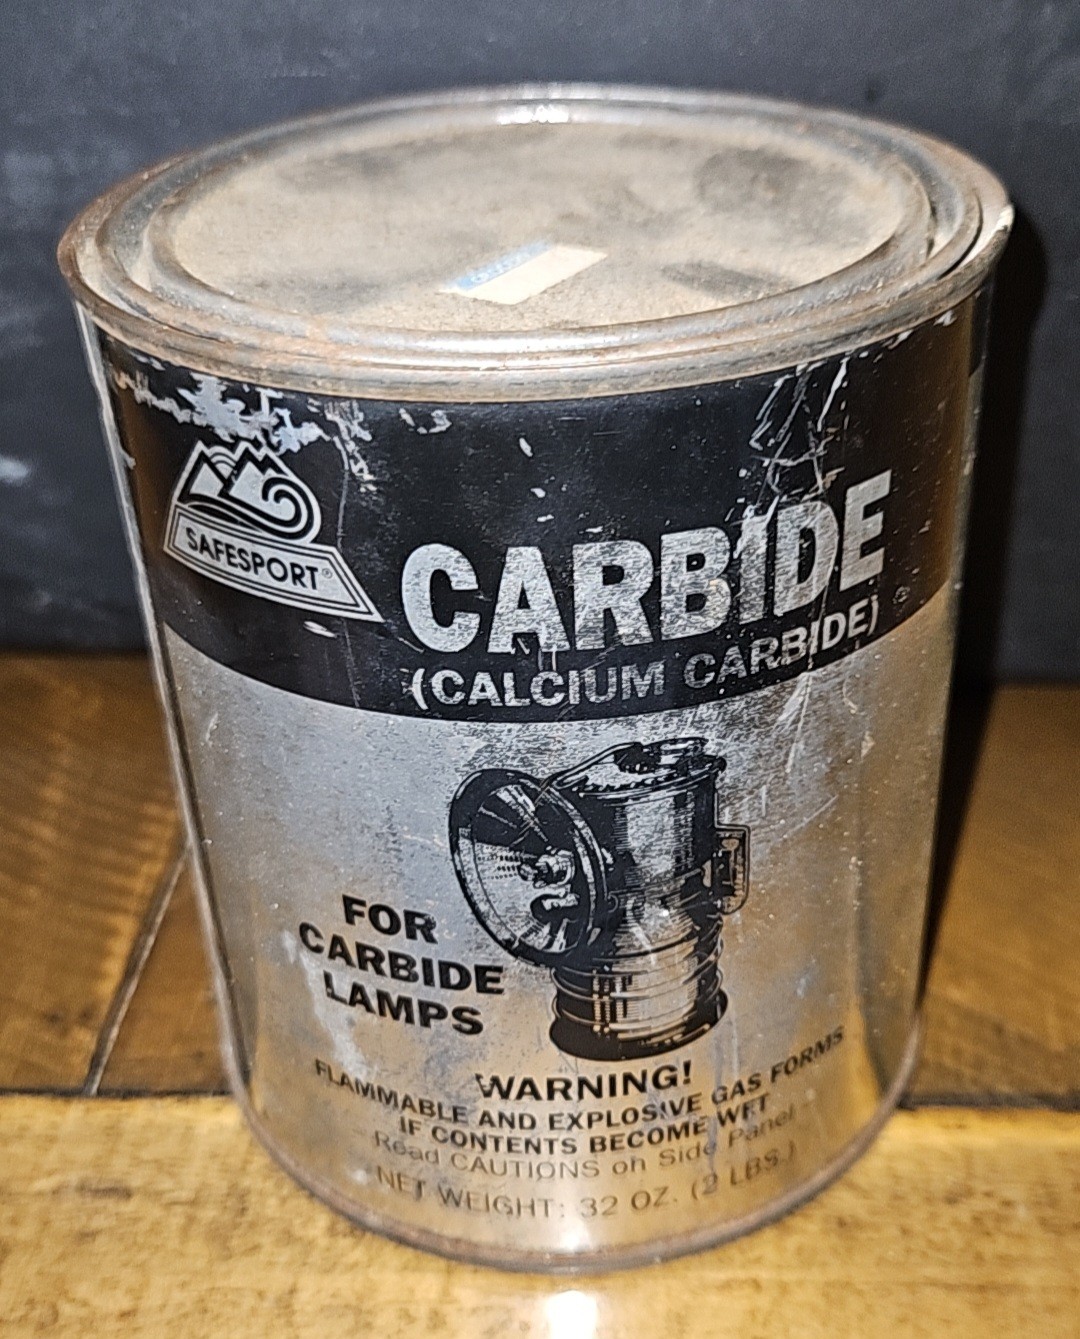 SAFESPORT®
CARBIDE
(CALCIUM CARBIDE)
FOR
CARBIDE
LAMPS
WARNING!
FLAMMABLE AND EXPLOSIVE GAS FORMS
IF CONTENTS BECOME WET
Read CAUTIONS on Side Panel
NET WEIGHT: 32 OZ. (2 LBS.)